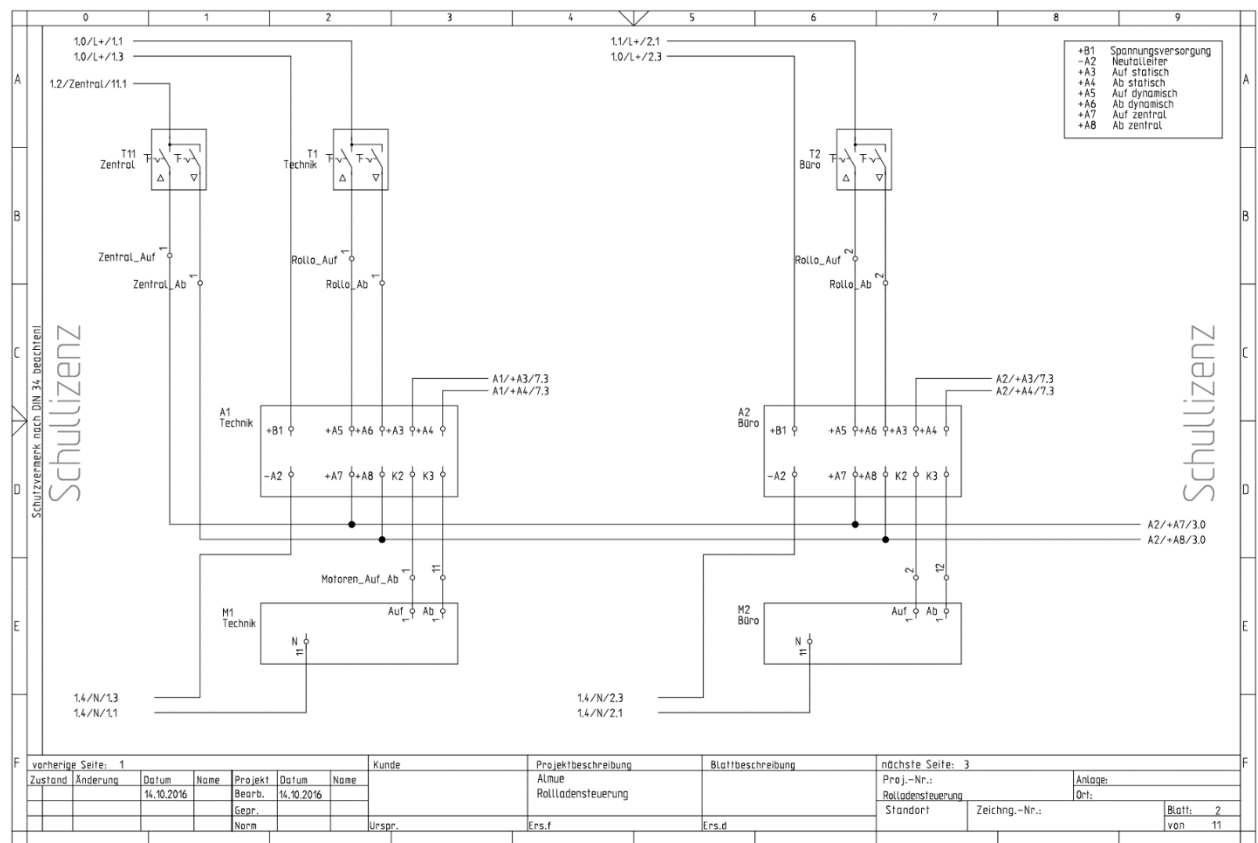 0 1 2 3 4 5 6 7 8 9
1.0/L+/1.1
1.0/L+/1.3
1.2/Zentral/11.1
1.1/L+/2.1
1.0/L+/2.3
+B1 Spannungsversorgung
-A2 Neutalleiter
+A3 Auf statisch
+A4 Ab statisch
+A5 Auf dynamisch
+A6 Ab dynamisch
+A7 Auf zentral
+A8 Ab zentral
A A
T11
Zentral
T1
Technik
T2
Büro
B B
Zentral_Auf 1
Zentral_Ab 1
Rollo_Auf 1
Rollo_Ab 1
Rollo_Auf 2
Rollo_Ab 2
C C
Schutzvermerk nach DIN 34 beachten!
Schullizenz
Schullizenz
A1/+A3/7.3
A1/+A4/7.3
A2/+A3/7.3
A2/+A4/7.3
A1
Technik
+B1 +A5 +A6 +A3 +A4
-A2 +A7 +A8 K2 K3
A2
Büro
+B1 +A5 +A6 +A3 +A4
-A2 +A7 +A8 K2 K3
D D
A2/+A7/3.0
A2/+A8/3.0
Motoren_Auf_Ab 1 11
2 12
M1
Technik
Auf 1 Ab 1
N 11
M2
Büro
Auf 1 Ab 1
N 11
E E
1.4/N/1.3
1.4/N/1.1
1.4/N/2.3
1.4/N/2.1
F F
vorherige Seite: 1 Kunde Projektbeschreibung Blattbeschreibung nächste Seite: 3
Zustand Änderung Datum Name Projekt Datum Name Almue Proj.-Nr.: Anlage:
14.10.2016 Bearb. 14.10.2016 Rollladensteuerung Rolladensteuerung Ort:
Gepr. Standort Zeichng.-Nr.: Blatt: 2
Norm Urspr. Ers.f Ers.d von 11